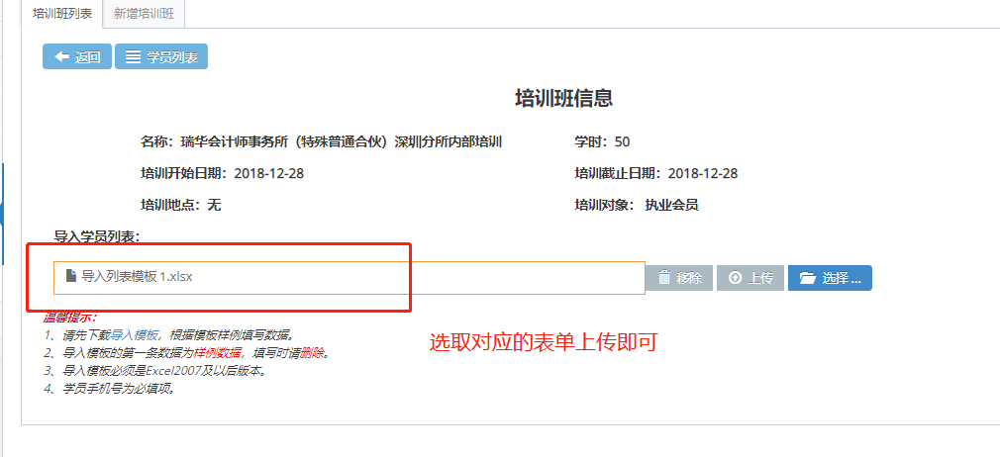 培训班列表 新增培训班
返回 学员列表
培训班信息
名称：瑞华会计师事务所（特殊普通合伙）深圳分所内部培训 学时：50
培训开始日期：2018-12-28 培训截止日期：2018-12-28
培训地点：无 培训对象： 执业会员
导入学员列表：
导入列表模板 1.xlsx 移除 上传 选择 ...
温馨提示：
1、请先下载导入模板，根据模板样例填写数据。
2、导入模板的第一条数据为样例数据，填写时请删除。
3、导入模板必须是Excel2007及以后版本。
4、学员手机号为必填项。
选取对应的表单上传即可